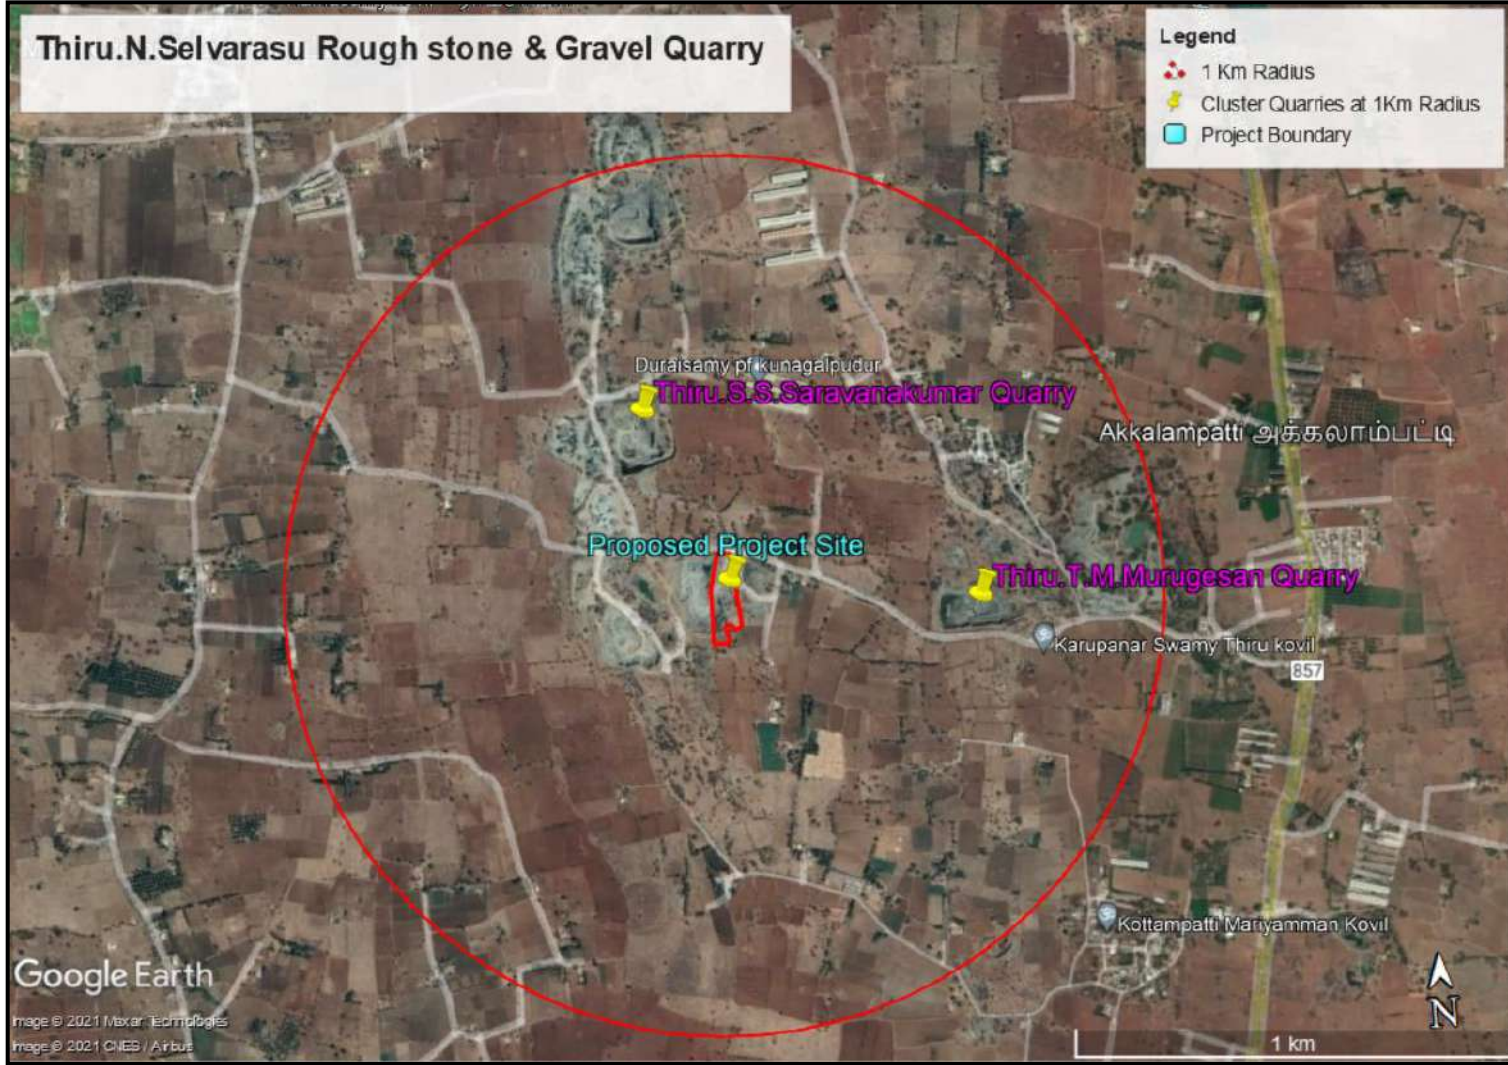 Thiru.N.Selvarasu Rough stone & Gravel Quarry
Legend
1 Km Radius
Cluster Quarries at 1Km Radius
Project Boundary
Duraisamy pf kunagalpudur
Thiru.S.S.Saravanakumar Quarry
Akkalampatti அக்கலாம்பட்டி
Proposed Project Site
Thiru.T.M.Murugesan Quarry
Karupanar Swamy Thiru kovil
857
Kottampatti Mariyamman Kovil
Google Earth
Image © 2021 Maxar Technologies
Image © 2021 CNES / Airbus
N
1 km